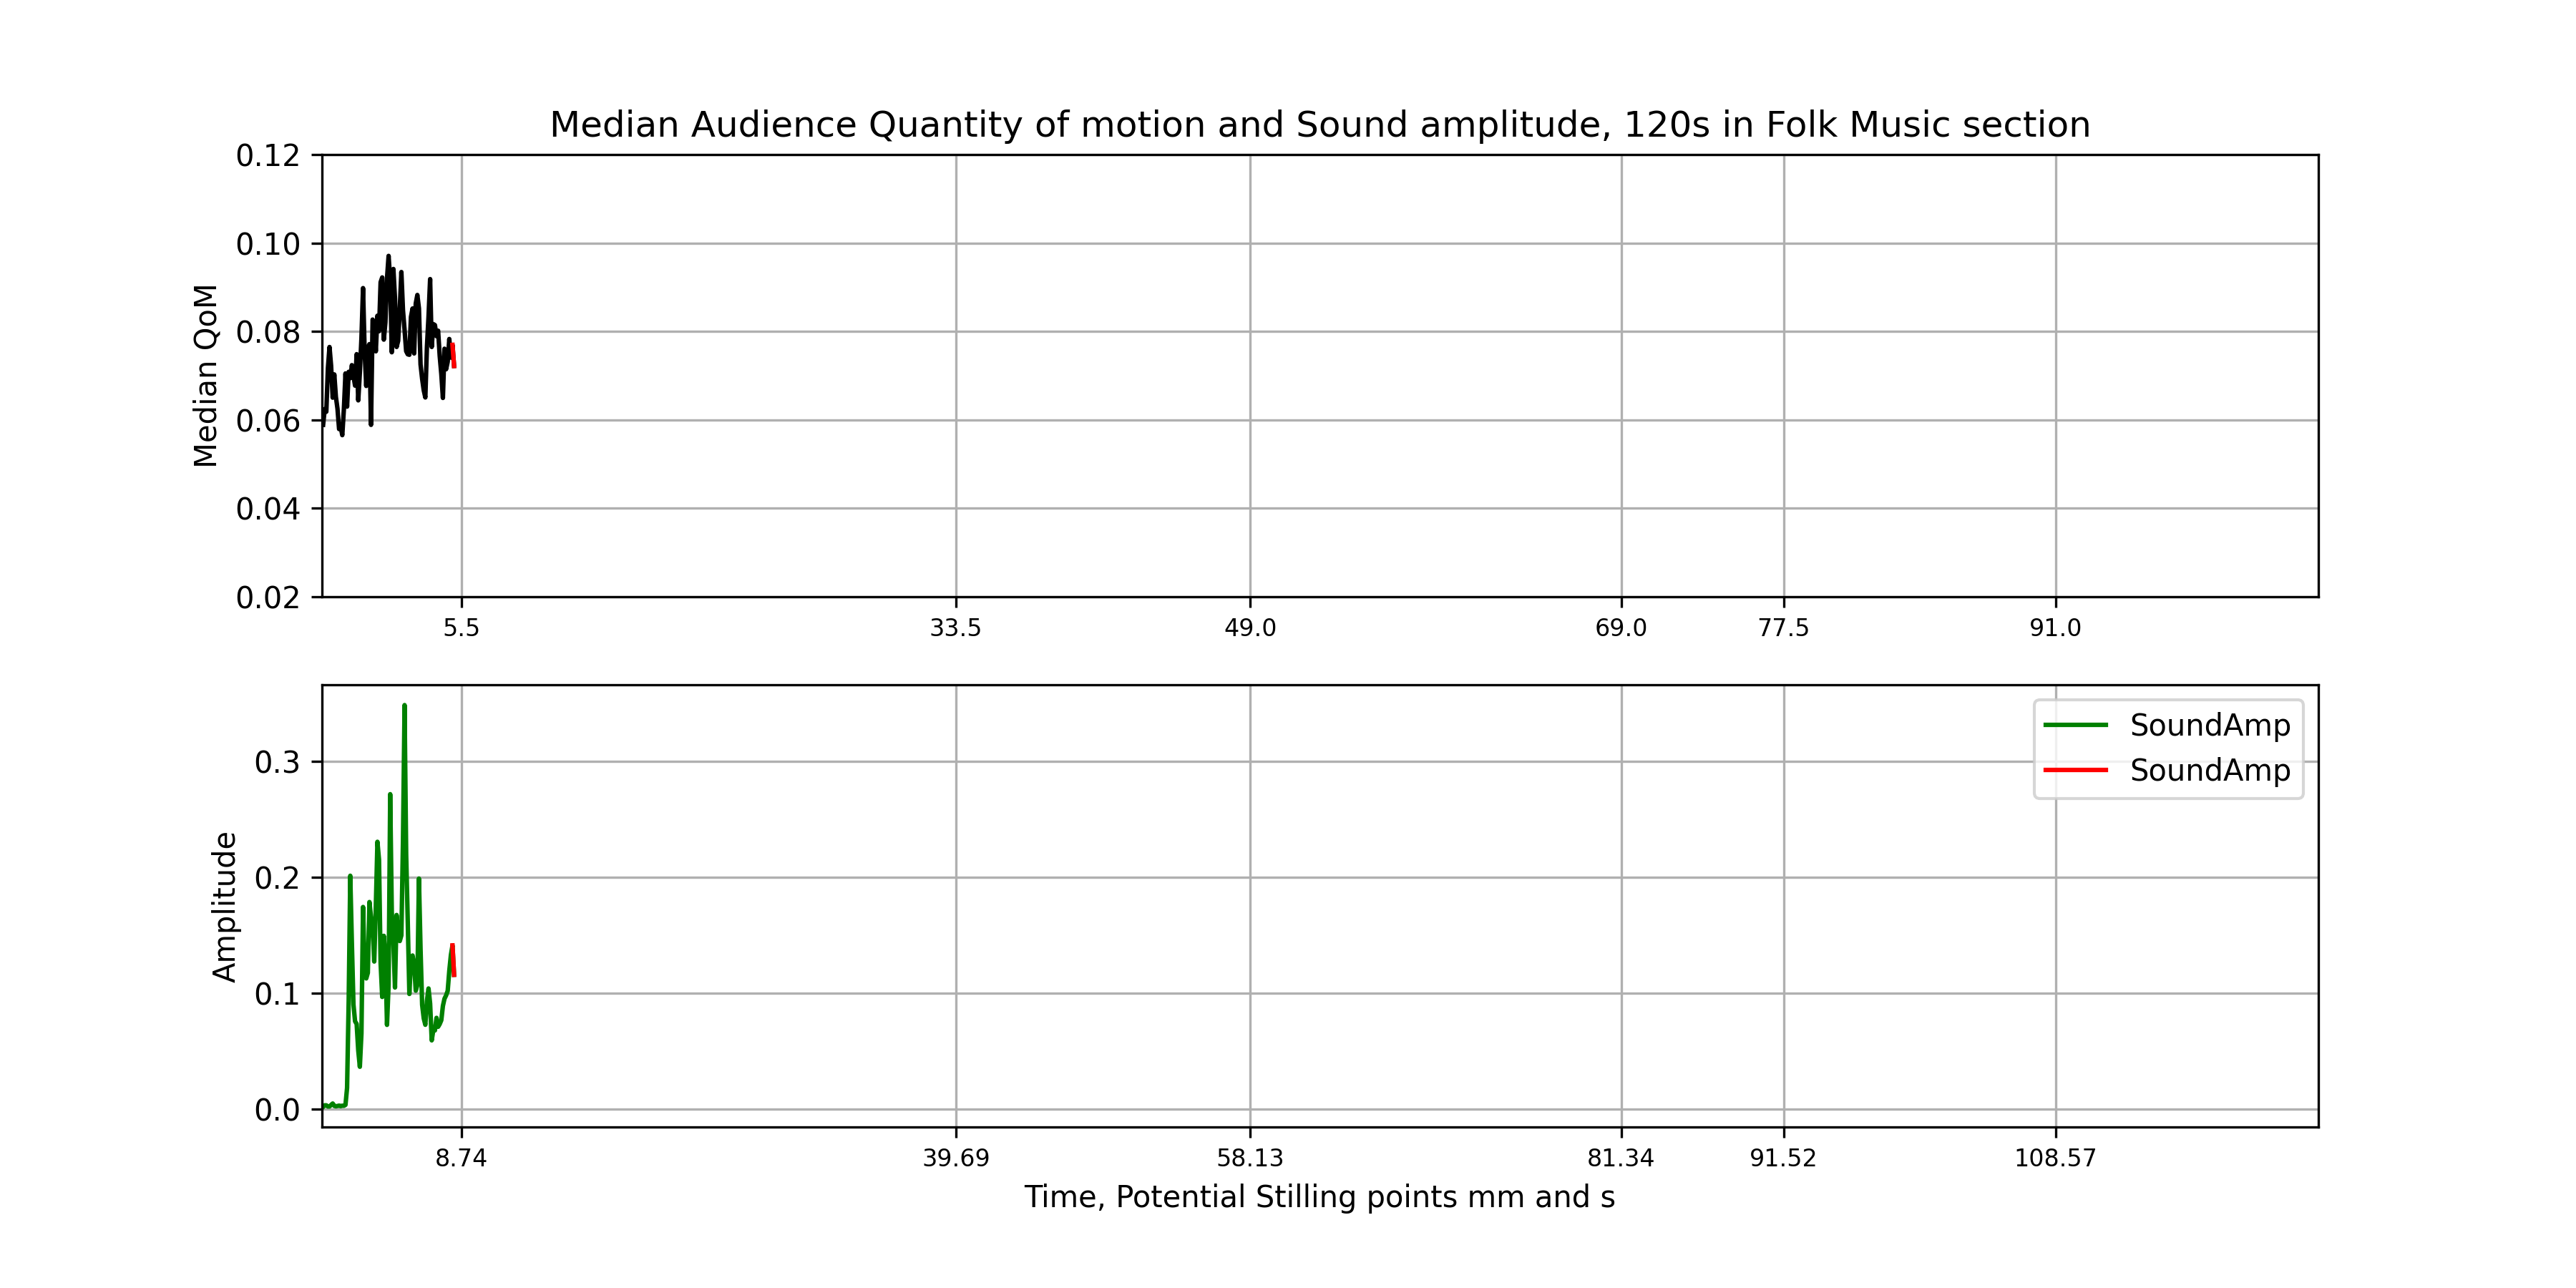 Median Audience Quantity of motion and Sound amplitude, 120s in Folk Music section
Median QoM
0.12
0.10
0.08
0.06
0.04
0.02
5.5 33.5 49.0 69.0 77.5 91.0
Amplitude
0.3
0.2
0.1
0.0
SoundAmp
SoundAmp
8.74 39.69 58.13 81.34 91.52 108.57
Time, Potential Stilling points mm and s